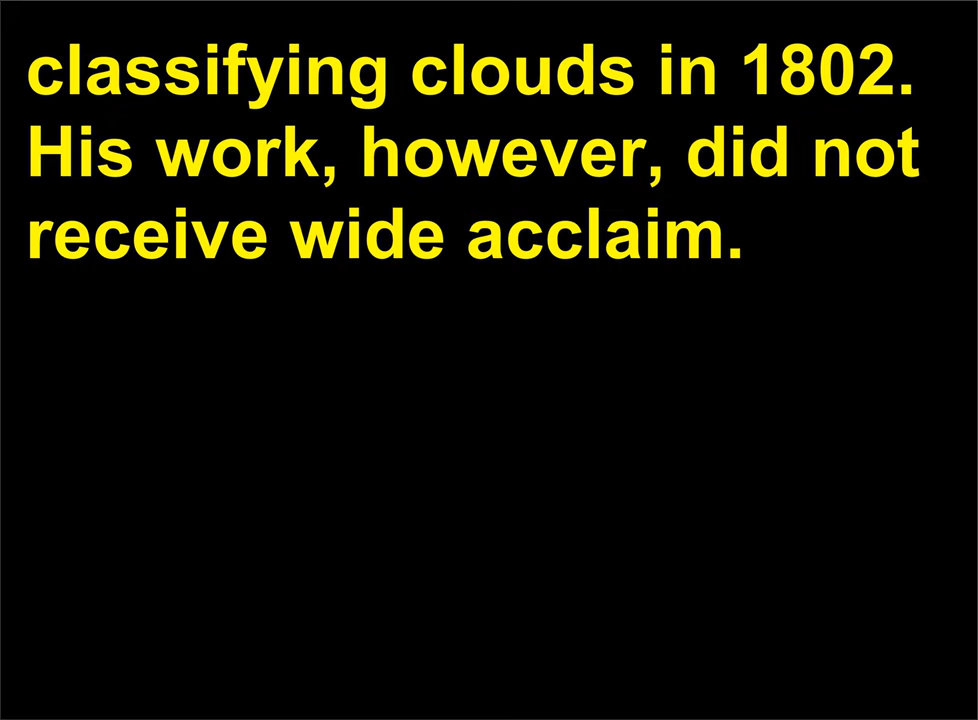 classifying clouds in 1802.
His work, however, did not
receive wide acclaim.